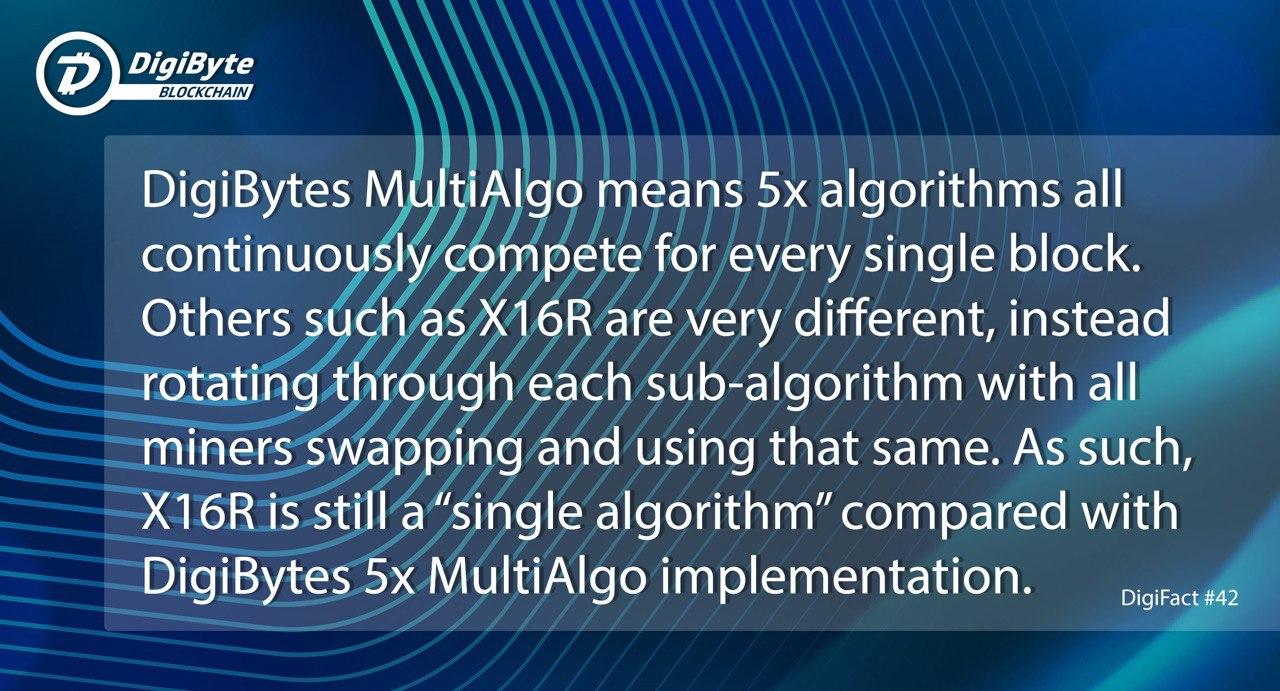 DigiByte
BLOCKCHAIN
DigiBytes MultiAlgo means 5x algorithms all
continuously compete for every single block.
Others such as X16R are very different, instead
rotating through each sub-algorithm with all
miners swapping and using that same. As such,
X16R is still a “single algorithm” compared with
DigiBytes 5x MultiAlgo implementation.
DigiFact #42